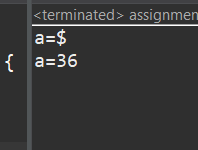 <terminated> assignmen
a=$
{
a=36